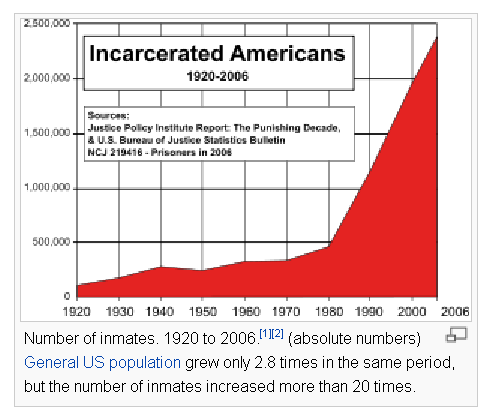 2,500,000
Incarcerated Americans
1920-2006
2,000,000
Sources:
Justice Policy Institute Report: The Punishing Decade,
& U.S. Bureau of Justice Statistics Bulletin
NCJ 219416 - Prisoners in 2006
1,500,000
1,000,000
500,000
0
1920 1930 1940 1950 1960 1970 1980 1990 2000 2006
Number of inmates. 1920 to 2006.[1][2] (absolute numbers)
General US population grew only 2.8 times in the same period,
but the number of inmates increased more than 20 times.